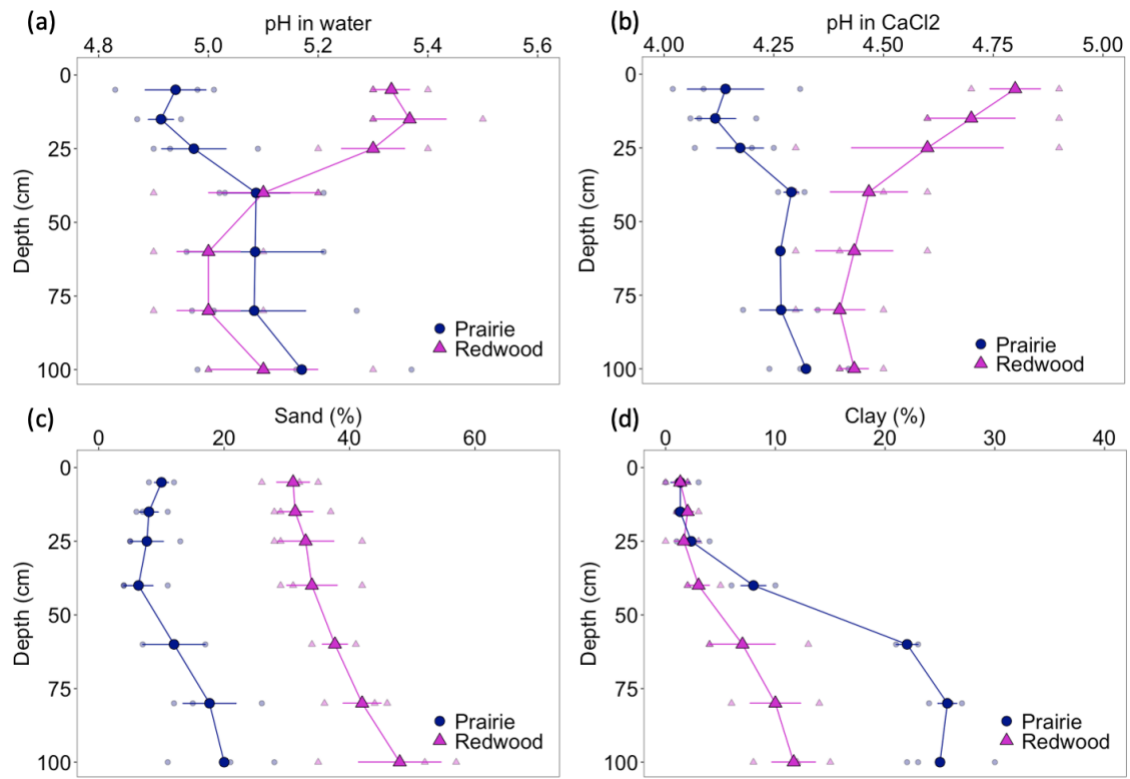 (a) pH in water
4.8 5.0 5.2 5.4 5.6
0
25
50
75
100
Depth (cm)
Prairie
Redwood
(b) pH in CaCl2
4.00 4.25 4.50 4.75 5.00
0
25
50
75
100
Depth (cm)
Prairie
Redwood
(c) Sand (%)
0 20 40 60
0
25
50
75
100
Depth (cm)
Prairie
Redwood
(d) Clay (%)
0 10 20 40
0
25
50
75
100
Depth (cm)
Prairie
Redwood